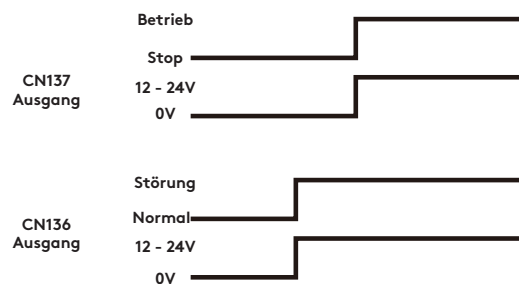 Betrieb
Stop
CN137
Ausgang
12 - 24V
0V
Störung
Normal
CN136
Ausgang
12 - 24V
0V